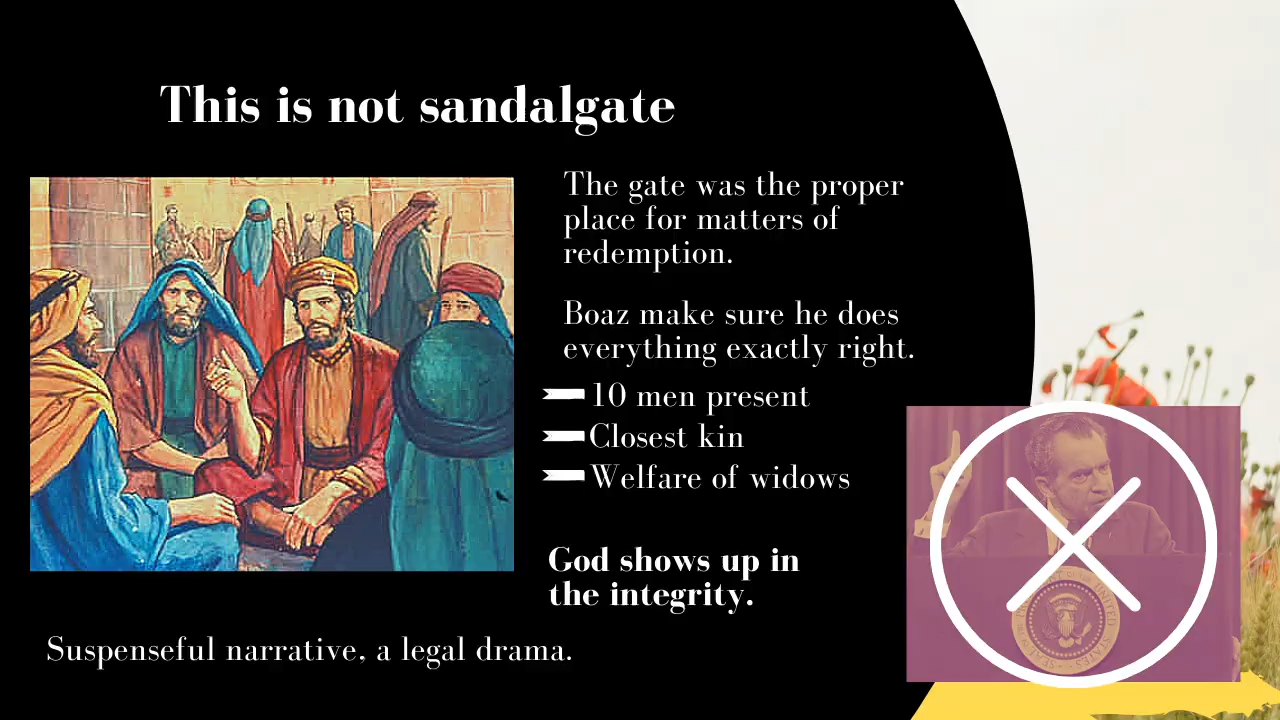 This is not sandalgate
The gate was the proper
place for matters of
redemption.
Boaz make sure he does
everything exactly right.
10 men present
Closest kin
Welfare of widows
God shows up in
the integrity.
Suspenseful narrative, a legal drama.